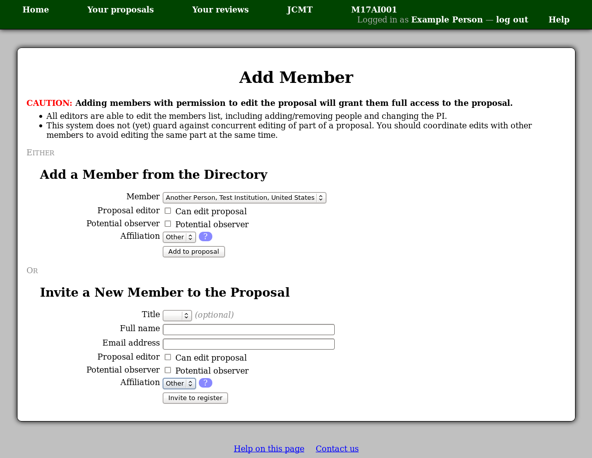 Home Your proposals Your reviews JCMT M17AI001
Logged in as Example Person — log out Help
Add Member
CAUTION: Adding members with permission to edit the proposal will grant them full access to the proposal.
• All editors are able to edit the members list, including adding/removing people and changing the PI.
• This system does not (yet) guard against concurrent editing of part of a proposal. You should coordinate edits with other
members to avoid editing the same part at the same time.
EITHER
Add a Member from the Directory
Member Another Person, Test Institution, United States
Proposal editor Can edit proposal
Potential observer Potential observer
Affiliation Other ?
Add to proposal
OR
Invite a New Member to the Proposal
Title (optional)
Full name
Email address
Proposal editor Can edit proposal
Potential observer Potential observer
Affiliation Other ?
Invite to register
Help on this page Contact us